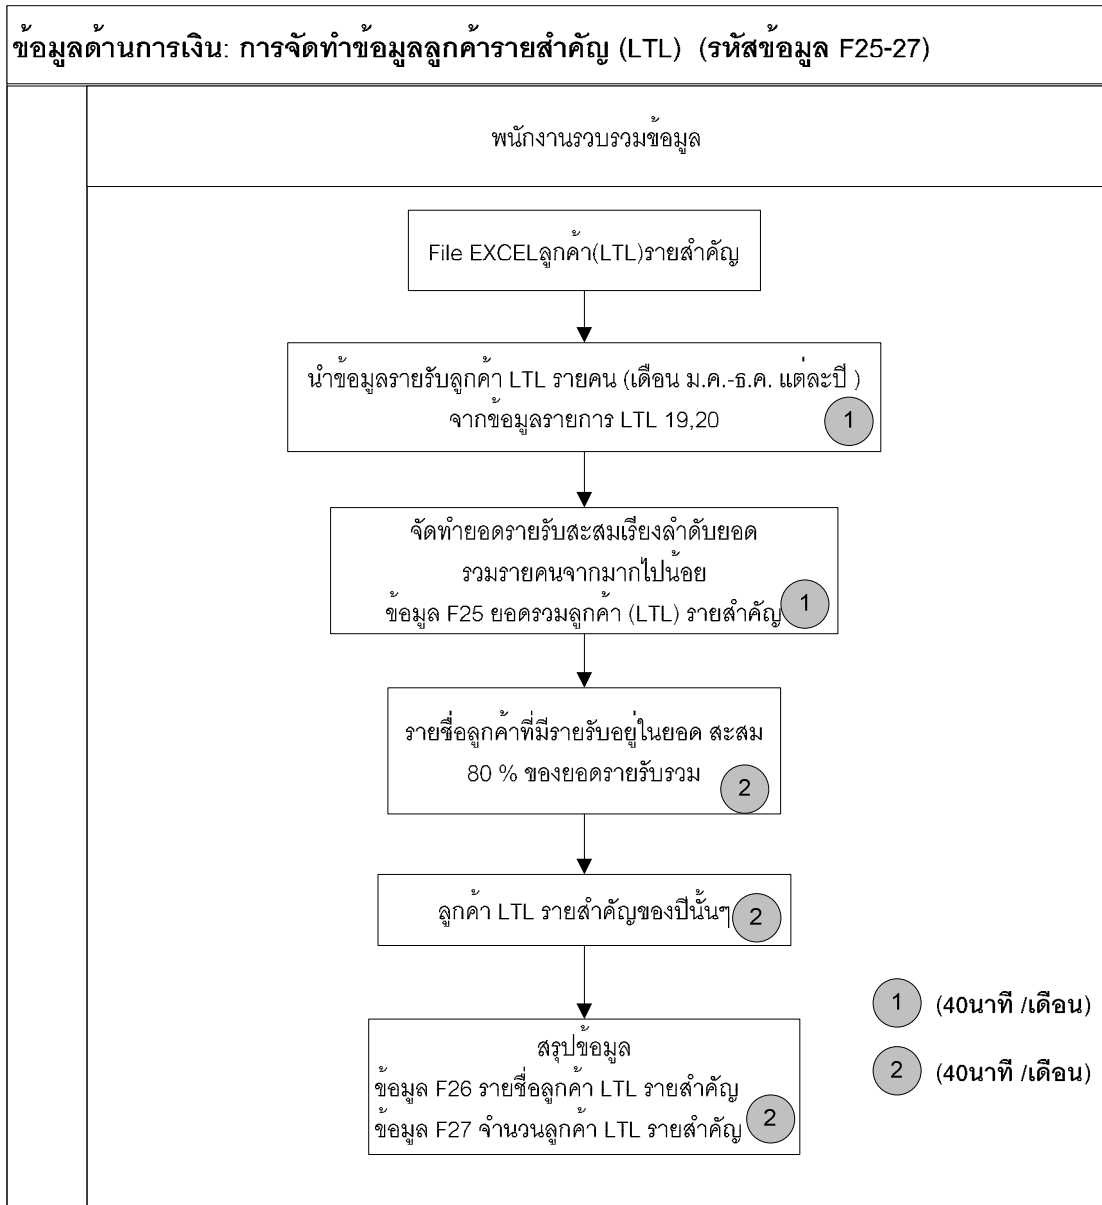 ข้อมูลด้านการเงิน: การจัดทำข้อมูลลูกค้ารายสำคัญ (LTL) (รหัสข้อมูล F25-27)
พนักงานรวบรวมข้อมูล
File EXCELลูกค้า(LTL)รายสำคัญ
นำข้อมูลรายรับลูกค้า LTL รายคน (เดือน ม.ค.-ธ.ค. แต่ละปี )
จากข้อมูลรายการ LTL 19,20
1
จัดทำยอดรายรับสะสมเรียงลำดับยอด
รวมรายคนจากมากไปน้อย
ข้อมูล F25 ยอดรวมลูกค้า (LTL) รายสำคัญ
1
รายชื่อลูกค้าที่มีรายรับอยู่ในยอด สะสม
80 % ของยอดรายรับรวม
2
ลูกค้า LTL รายสำคัญของปีนั้นๆ
2
สรุปข้อมูล
ข้อมูล F26 รายชื่อลูกค้า LTL รายสำคัญ
ข้อมูล F27 จำนวนลูกค้า LTL รายสำคัญ
2
1 (40นาที /เดือน)
2 (40นาที /เดือน)